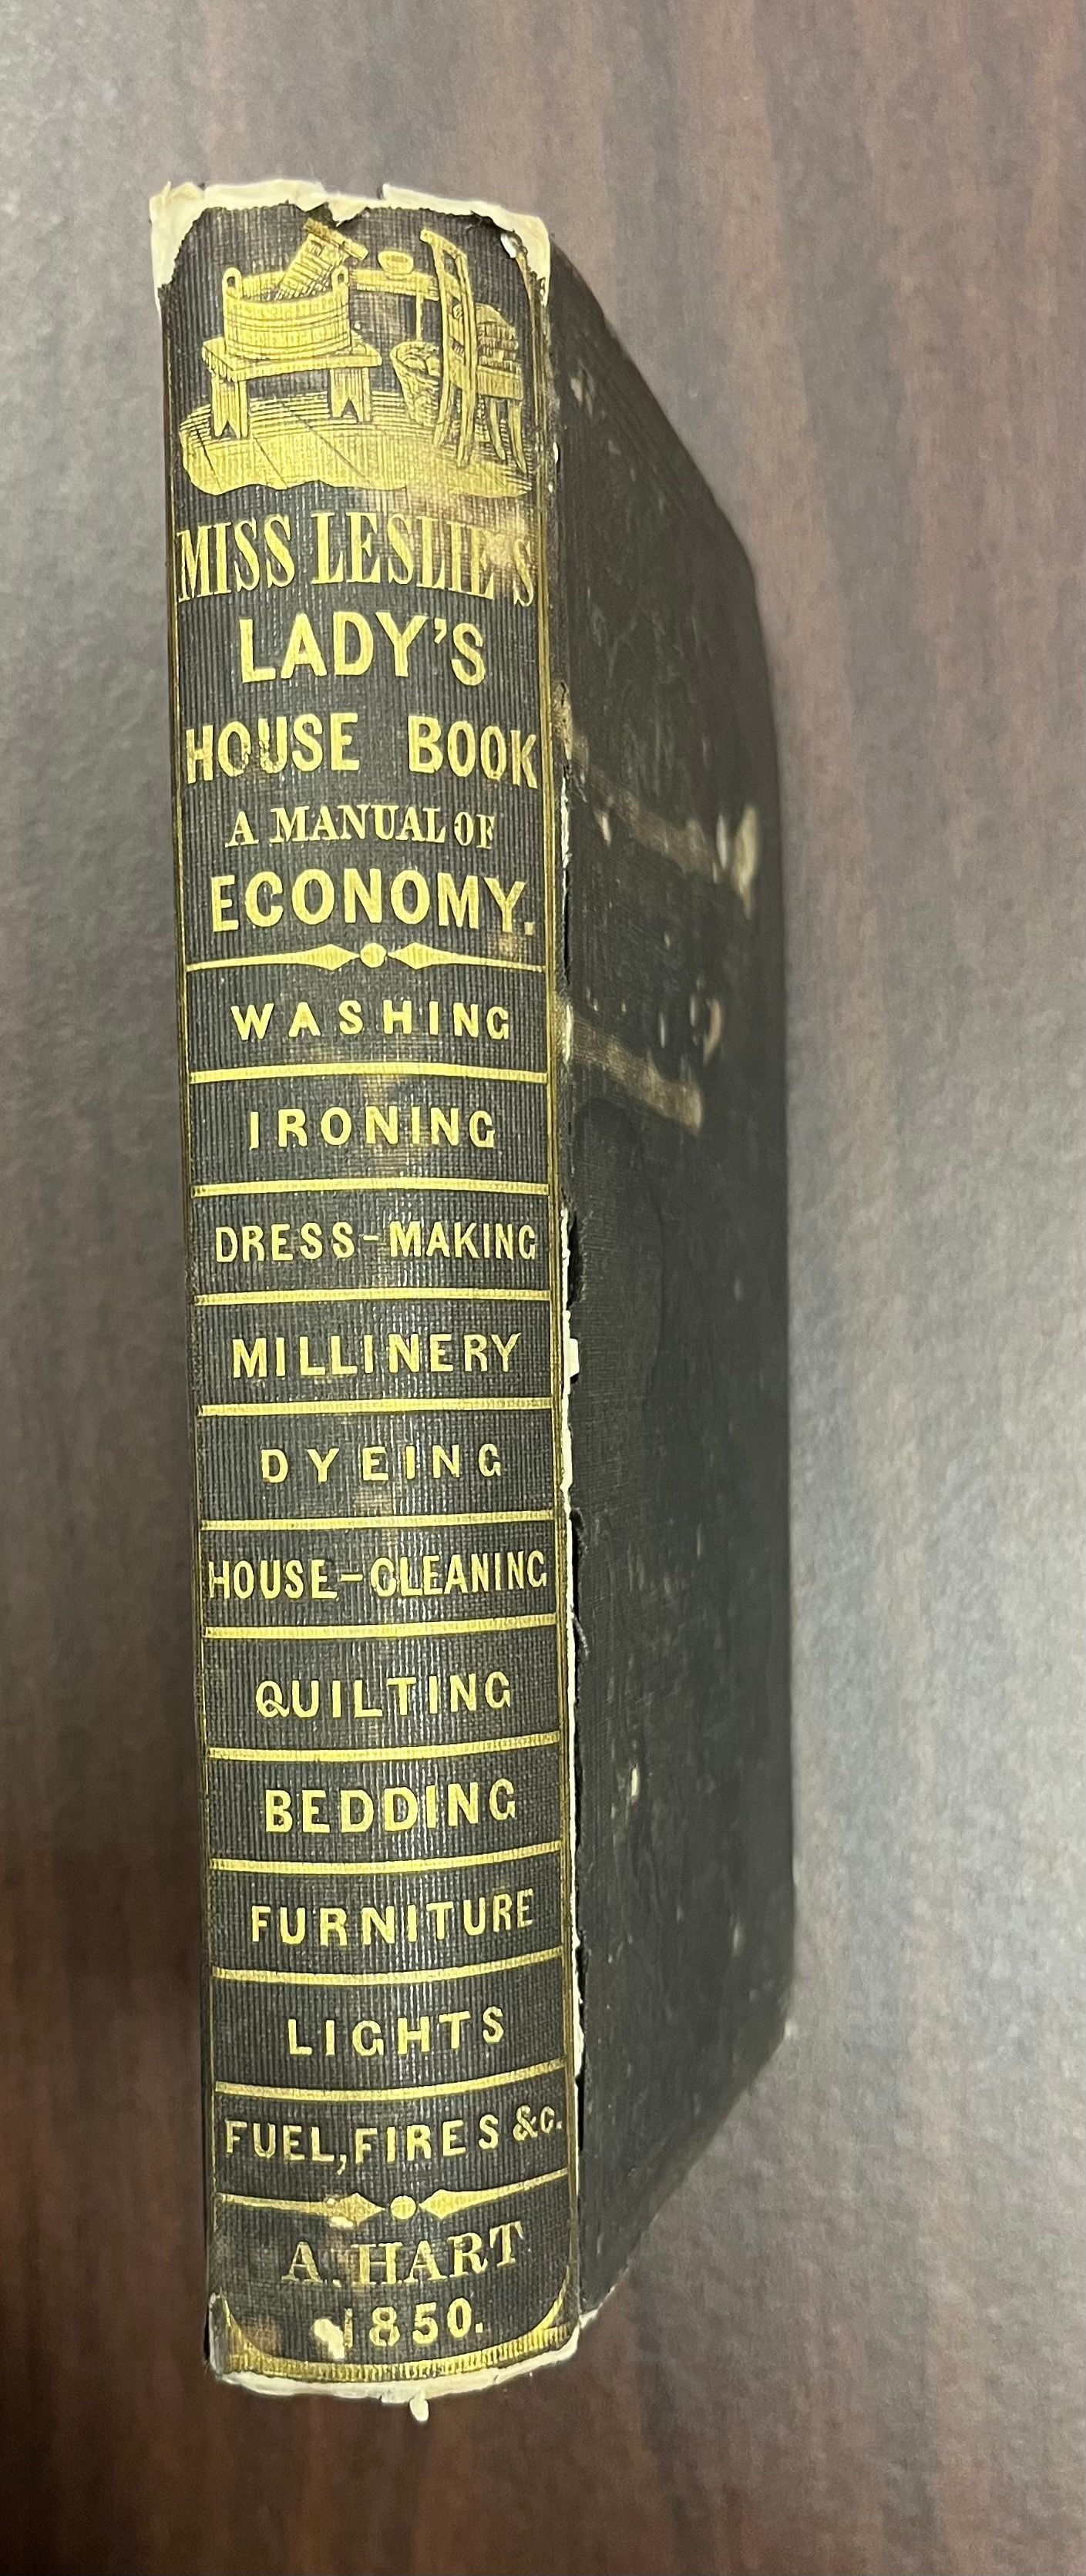 MISS LESLIE'S
LADY'S
HOUSE BOOK
A MANUAL OF
ECONOMY.
WASHING
IRONING
DRESS-MAKING
MILLINERY
DYEING
HOUSE-CLEANING
QUILTING
BEDDING
FURNITURE
LIGHTS
FUEL, FIRES &c.
A. HART
1850.